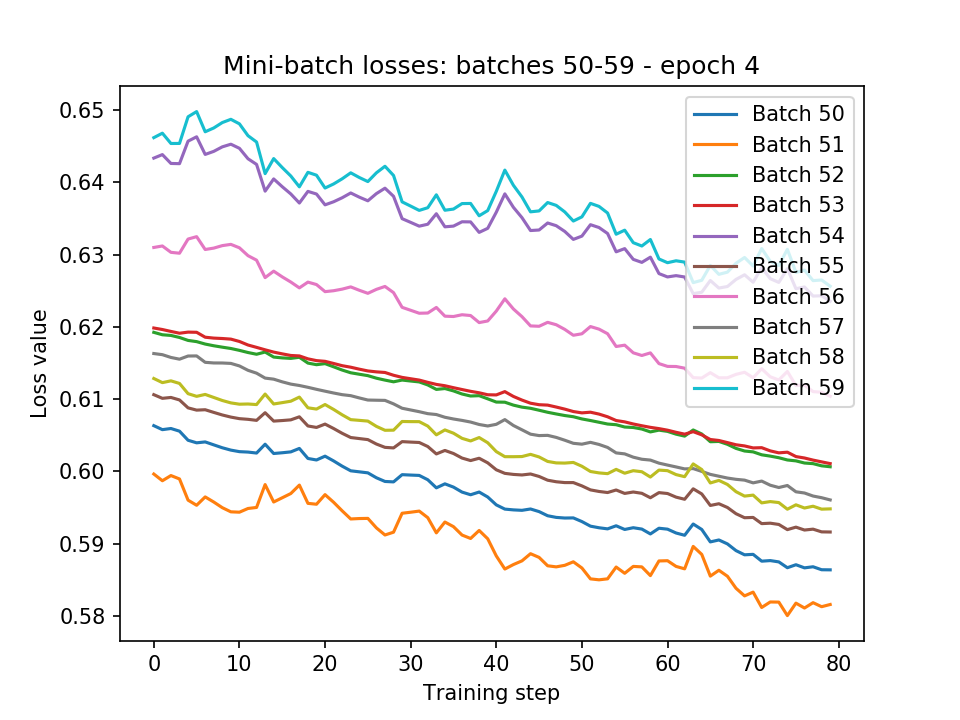 Mini-batch losses: batches 50-59 - epoch 4
Loss value
0.65
0.64
0.63
0.62
0.61
0.60
0.59
0.58
Batch 50
Batch 51
Batch 52
Batch 53
Batch 54
Batch 55
Batch 56
Batch 57
Batch 58
Batch 59
0 10 20 30 40 50 60 70 80
Training step